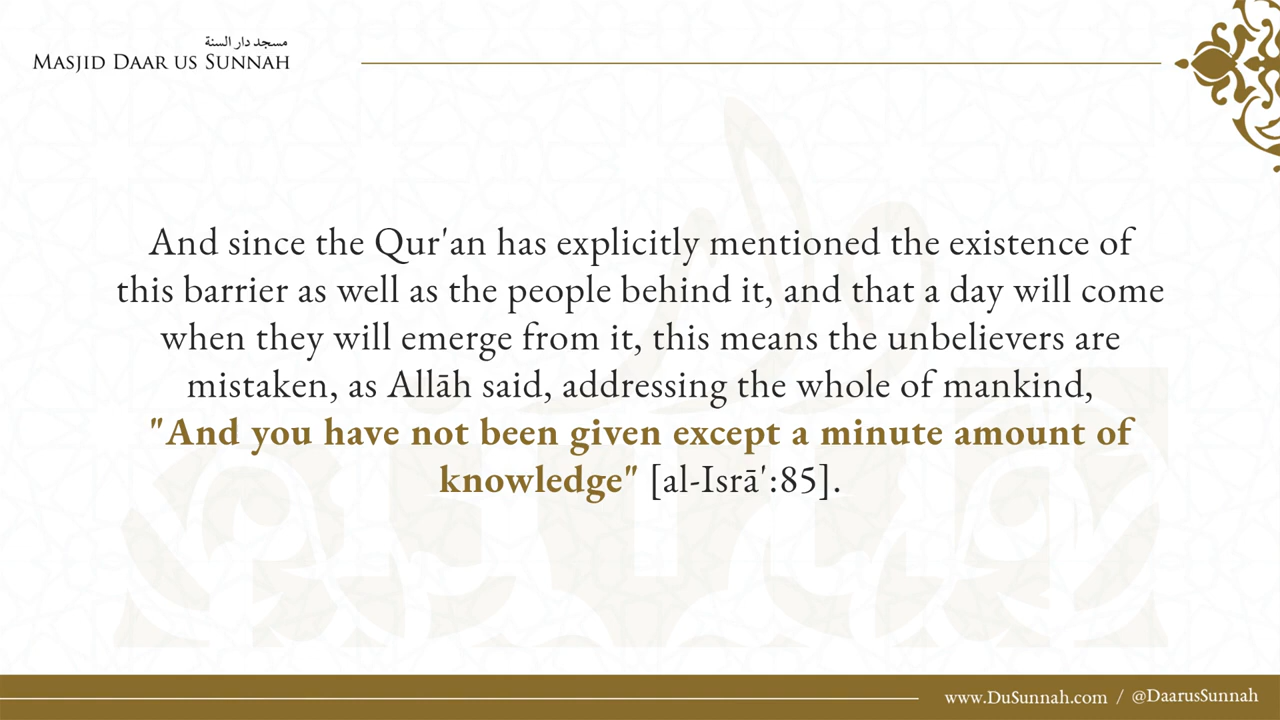 مسجد دار السنة
MASJID DAAR US SUNNAH
And since the Qur'an has explicitly mentioned the existence of
this barrier as well as the people behind it, and that a day will come
when they will emerge from it, this means the unbelievers are
mistaken, as Allāh said, addressing the whole of mankind,
"And you have not been given except a minute amount of
knowledge" [al-Isrā':85].
www.DuSunnah.com / @DaarusSunnah